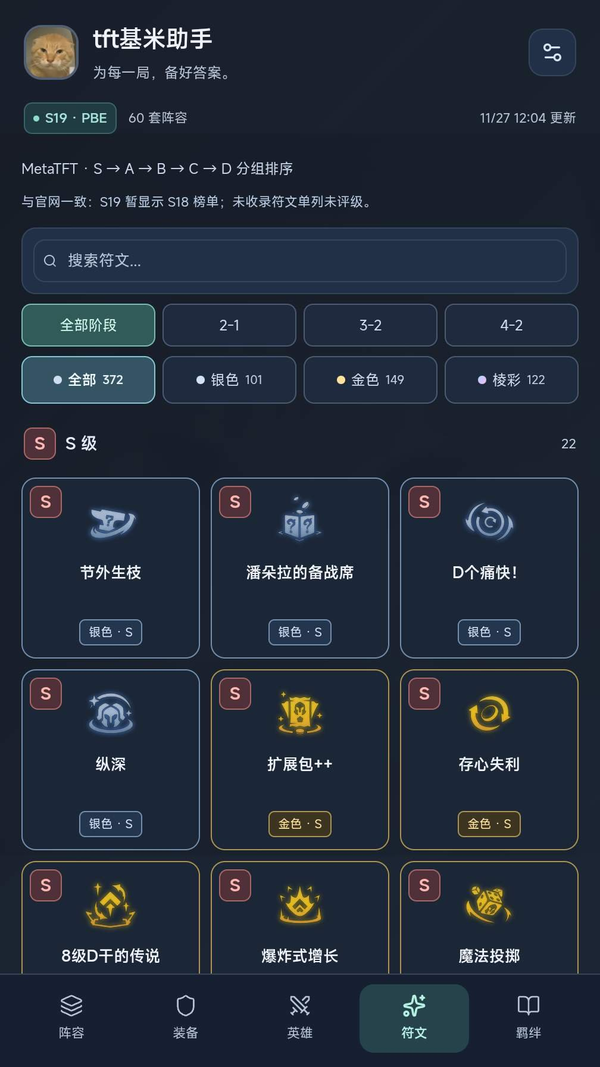 tft基米助手
为每一局，备好答案。
S19 · PBE
60 套阵容
11/27 12:04 更新
MetaTFT · S → A → B → C → D 分组排序
与官网一致：S19 暂显示 S18 榜单；未收录符文单列未评级。
搜索符文...
全部阶段
2-1
3-2
4-2
全部 372
银色 101
金色 149
棱彩 122
S
S 级
22
S
S
S
节外生枝
潘朵拉的备战席
D个痛快！
银色 · S
银色 · S
银色 · S
S
S
S
纵深
扩展包++
存心失利
银色 · S
金色 · S
金色 · S
S
S
S
8级D干的传说
爆炸式增长
魔法投掷
阵容
装备
英雄
符文
羁绊